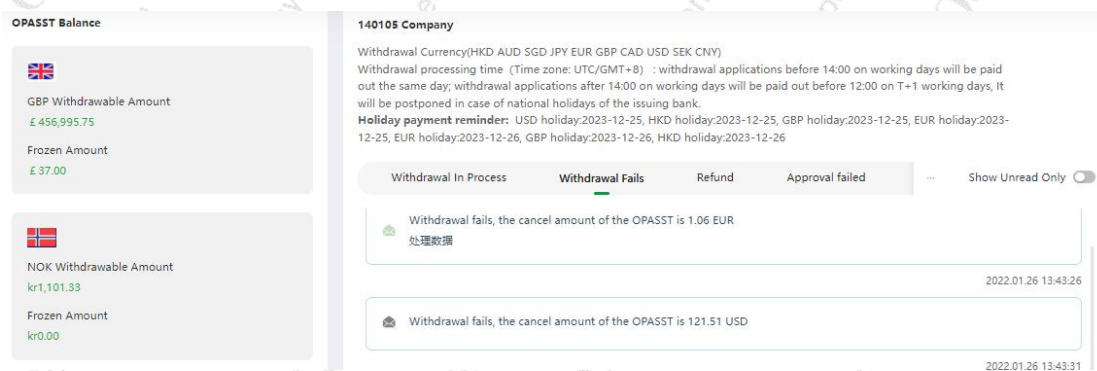 OPASST Balance
GBP Withdrawable Amount
£ 456,995.75
Frozen Amount
£ 37.00
NOK Withdrawable Amount
kr1,101.33
Frozen Amount
kr0.00
140105 Company
Withdrawal Currency(HKD AUD SGD JPY EUR GBP CAD USD SEK CNY)
Withdrawal processing time (Time zone: UTC/GMT+8) : withdrawal applications before 14:00 on working days will be paid
out the same day; withdrawal applications after 14:00 on working days will be paid out before 12:00 on T+1 working days, It
will be postponed in case of national holidays of the issuing bank.
Holiday payment reminder: USD holiday:2023-12-25, HKD holiday:2023-12-25, GBP holiday:2023-12-25, EUR holiday:2023-
12-25, EUR holiday:2023-12-26, GBP holiday:2023-12-26, HKD holiday:2023-12-26
Withdrawal In Process Withdrawal Fails Refund Approval failed ... Show Unread Only
Withdrawal fails, the cancel amount of the OPASST is 1.06 EUR
处理数据
2022.01.26 13:43:26
Withdrawal fails, the cancel amount of the OPASST is 121.51 USD
2022.01.26 13:43:31